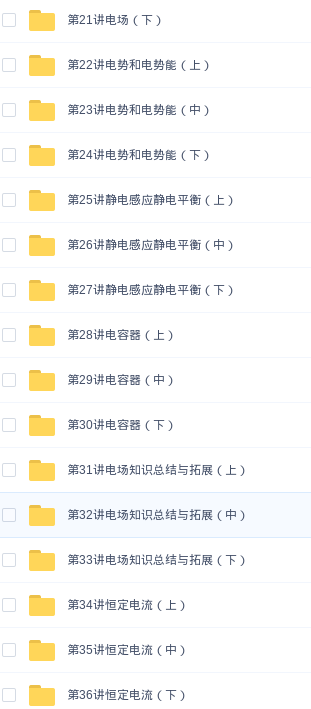 第21讲电场（下）
第22讲电势和电势能（上）
第23讲电势和电势能（中）
第24讲电势和电势能（下）
第25讲静电感应静电平衡（上）
第26讲静电感应静电平衡（中）
第27讲静电感应静电平衡（下）
第28讲电容器（上）
第29讲电容器（中）
第30讲电容器（下）
第31讲电场知识总结与拓展（上）
第32讲电场知识总结与拓展（中）
第33讲电场知识总结与拓展（下）
第34讲恒定电流（上）
第35讲恒定电流（中）
第36讲恒定电流（下）